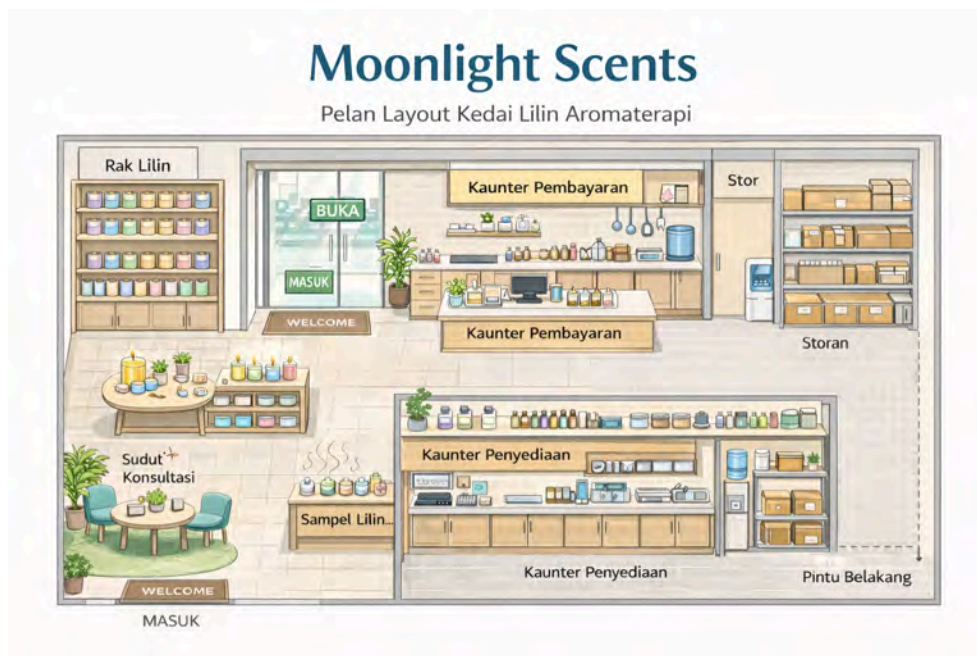 Moonlight Scents
Pelan Layout Kedai Lilin Aromaterapi
Rak Lilin
BUKA
MASUK
WELCOME
Kaunter Pembayaran
Kaunter Pembayaran
Stor
Storan
Sudut
Konsultasi
Sampel Lilin...
Kaunter Penyediaan
Kaunter Penyediaan
Pintu Belakang
WELCOME
MASUK